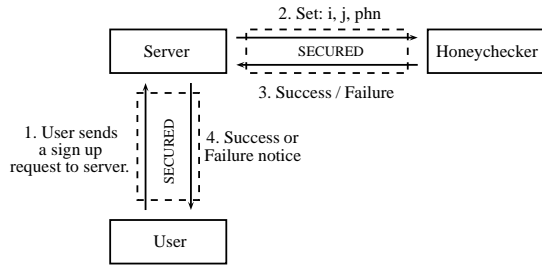 2. Set: i, j, phn
Server
SECURED
Honeychecker
3. Success / Failure
1. User sends
a sign up
request to server.
SECURED
4. Success or
Failure notice
User